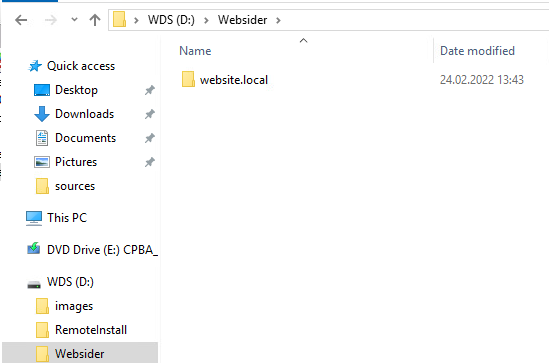 WDS (D:) Websider
Name Date modified
Quick access
website.local 24.02.2022 13:43
Desktop
Downloads
Documents
Pictures
sources
This PC
DVD Drive (E:) CPBA_
WDS (D:)
images
RemoteInstall
Websider